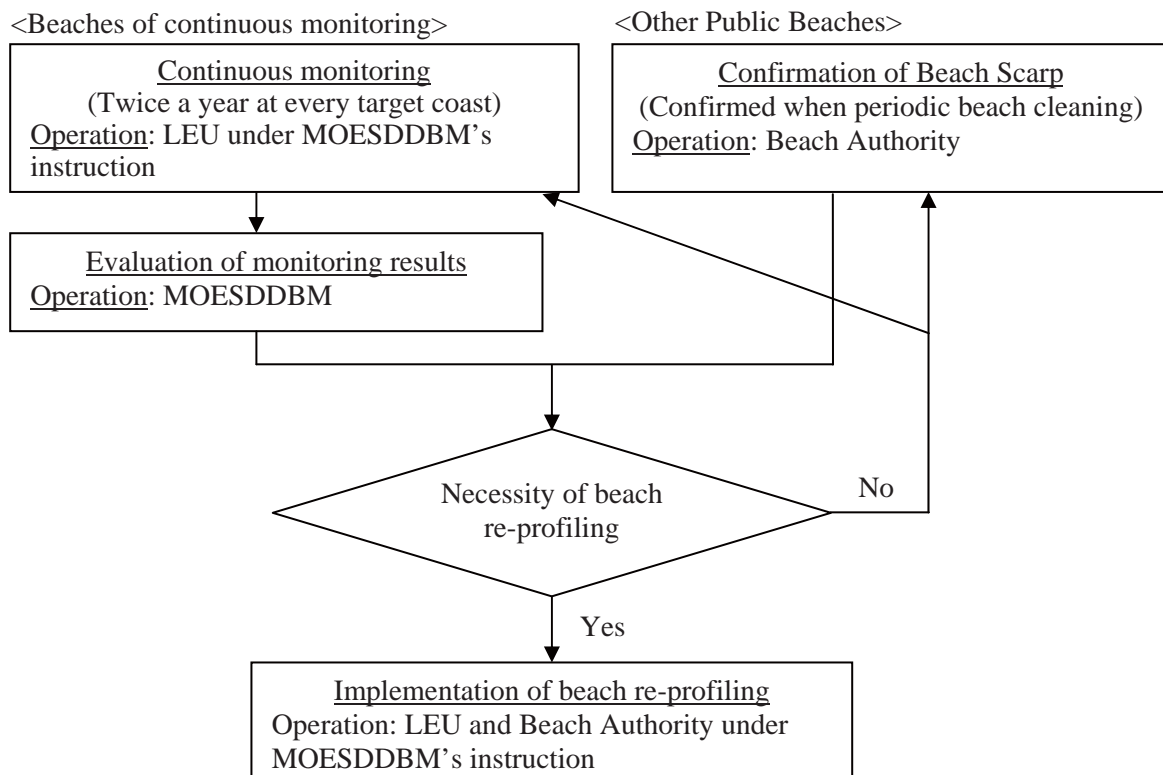 <Beaches of continuous monitoring>
Continuous monitoring
(Twice a year at every target coast)
Operation: LEU under MOESDDBM's
instruction
<Other Public Beaches>
Confirmation of Beach Scarp
(Confirmed when periodic beach cleaning)
Operation: Beach Authority
Evaluation of monitoring results
Operation: MOESDDBM
Necessity of beach
re-profiling
No
Yes
Implementation of beach re-profiling
Operation: LEU and Beach Authority under
MOESDDBM's instruction